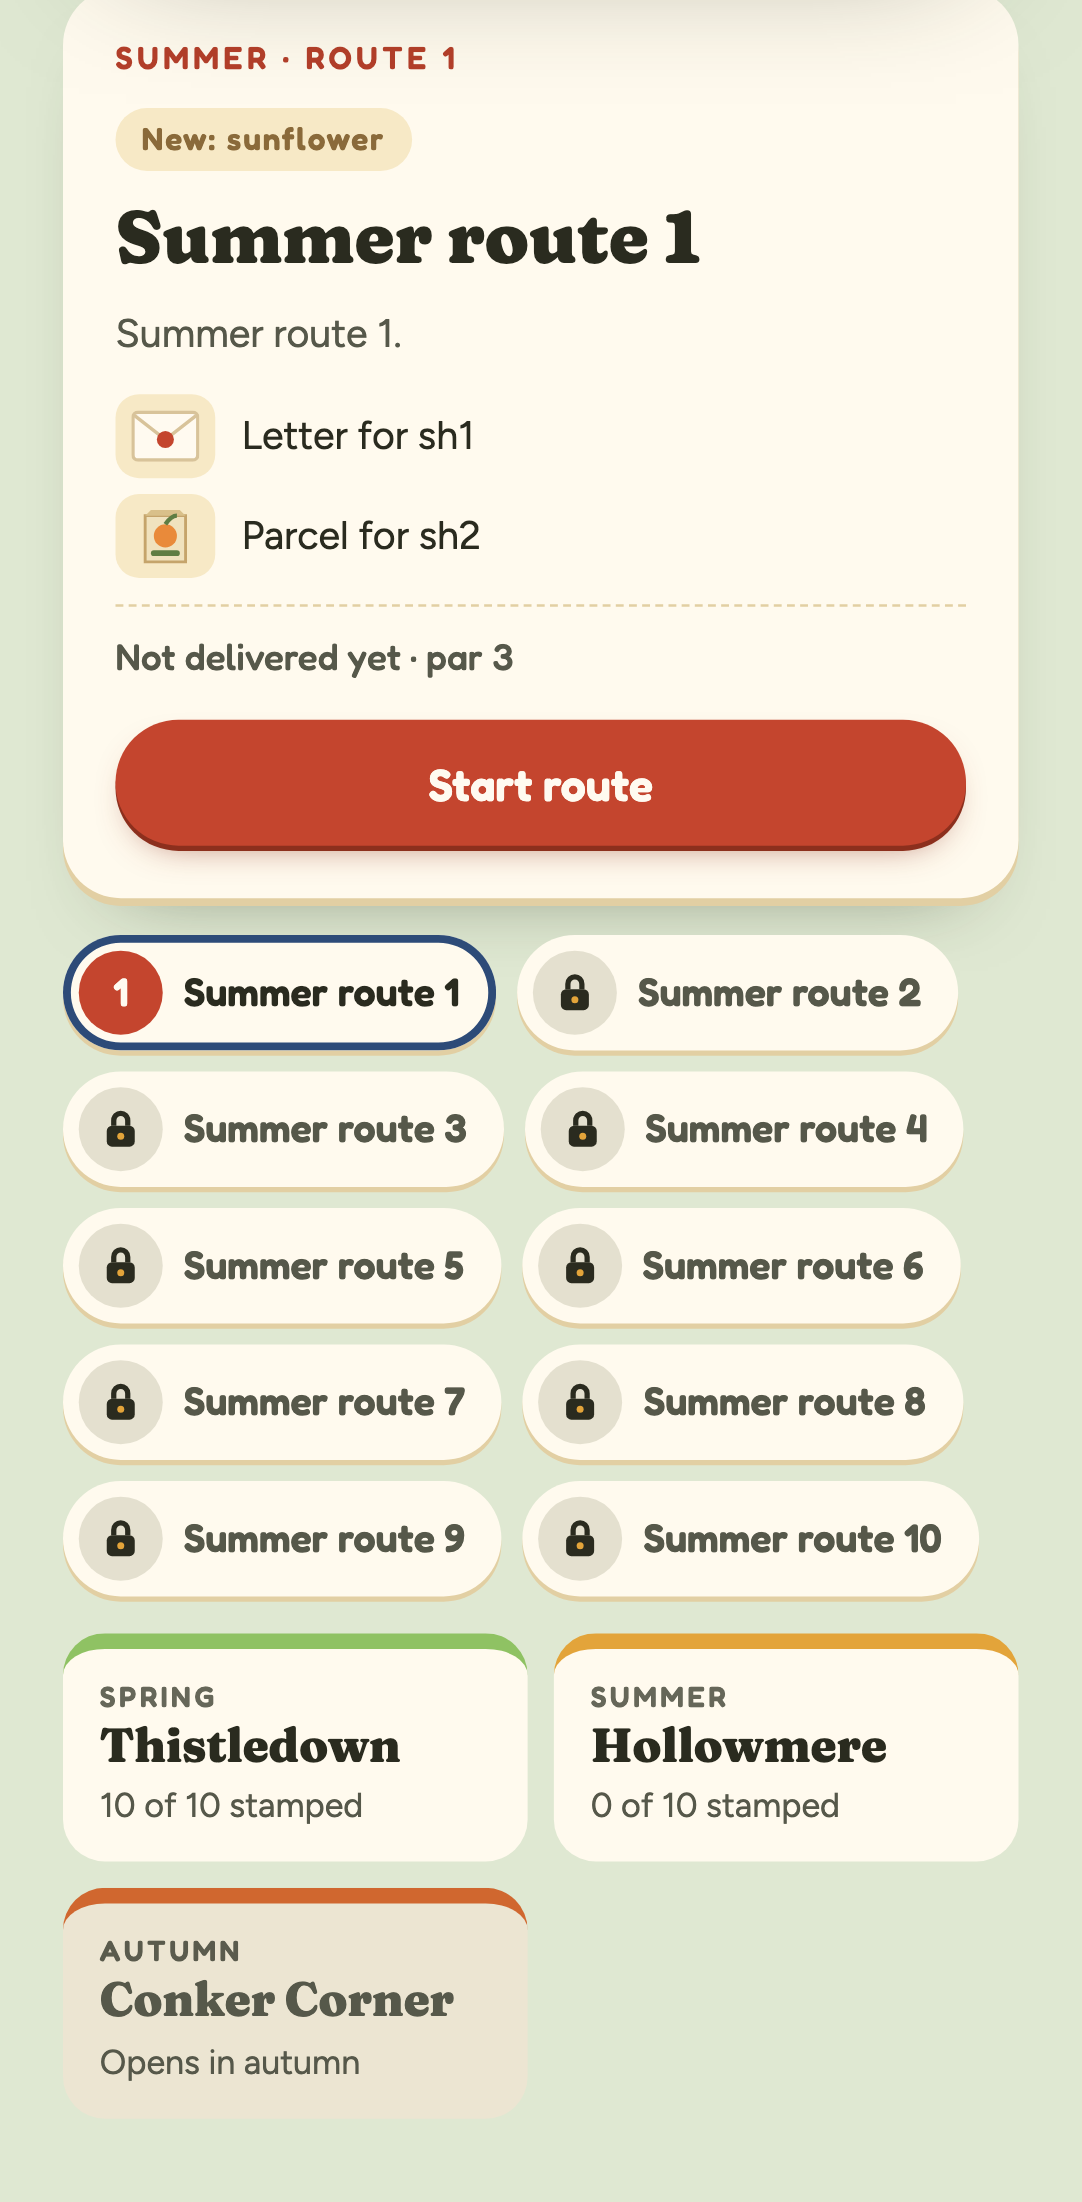 SUMMER · ROUTE 1
New: sunflower
Summer route 1
Summer route 1.
Letter for sh1
Parcel for sh2
Not delivered yet · par 3
Start route
1 Summer route 1
Summer route 2
Summer route 3
Summer route 4
Summer route 5
Summer route 6
Summer route 7
Summer route 8
Summer route 9
Summer route 10
SPRING
Thistledown
10 of 10 stamped
SUMMER
Hollowmere
0 of 10 stamped
AUTUMN
Conker Corner
Opens in autumn